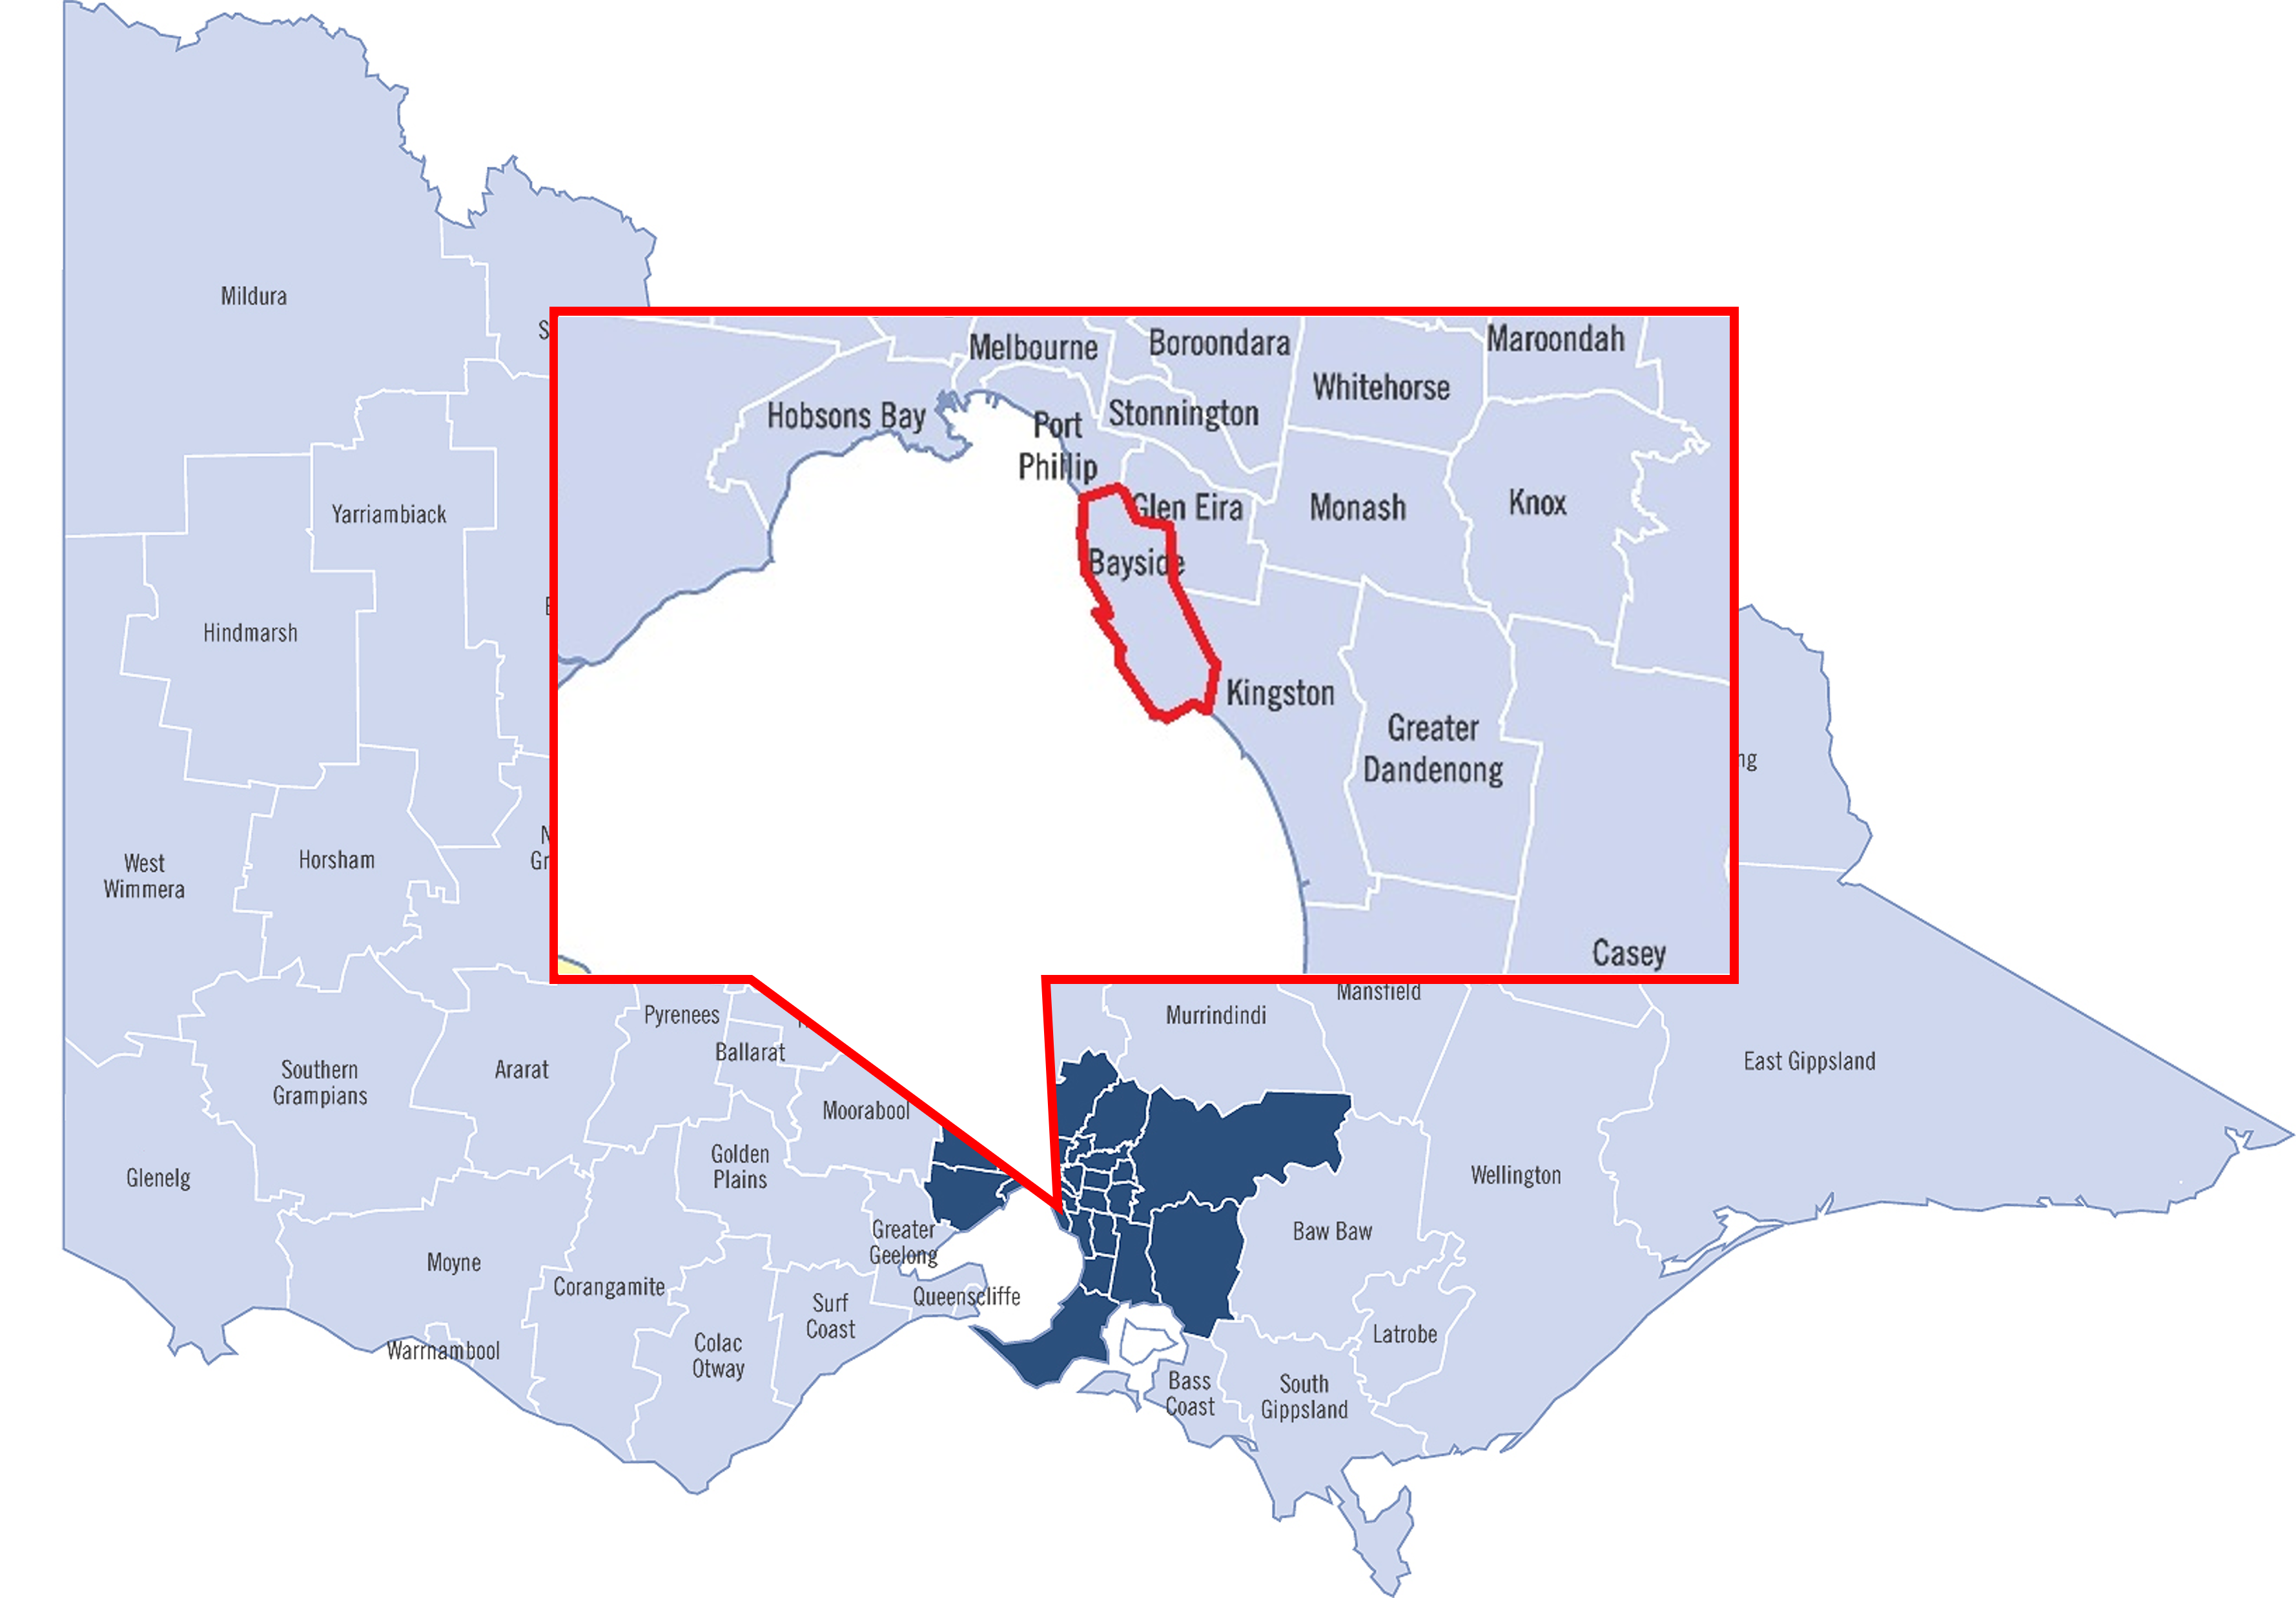 Mildura
Yarriambiack
Hindmarsh
West
Wimmera
Horsham
Melbourne
Boroondara
Maroondah
Whitehorse
Hobsons Bay
Port
Phillip
Stonnington
Glen Eira
Monash
Knox
Bayside
Kingston
Greater
Dandenong
Casey
Pyrenees
Ballarat
Murrindindi
Mansfield
Southern
Grampians
Ararat
Moorabool
East Gippsland
Glenelg
Golden
Plains
Wellington
Greater
Geelong
Baw Baw
Moyne
Corangamite
Queenscliffe
Surf
Coast
Warrnambool
Colac
Otway
Latrobe
Bass
Coast
South
Gippsland